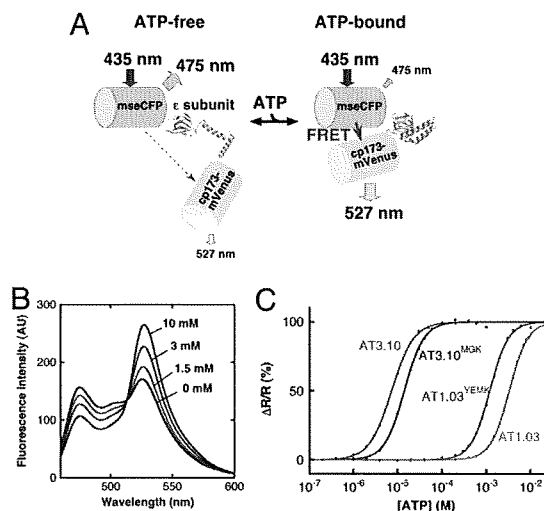 A
ATP-free
ATP-bound
435 nm
475 nm
mseCFP
ε subunit
cp173-
mVenus
527 nm
ATP
435 nm
475 nm
mseCFP
FRET
cp173-
mVenus
527 nm
B
Fluorescence Intensity (AU)
300
200
100
0
10 mM
3 mM
1.5 mM
0 mM
500
550
600
Wavelength (nm)
C
ΔR/R (%)
100
50
0
AT3.10
AT3.10MGK
AT1.03YEMK
AT1.03
10-7
10-6
10-5
10-4
10-3
10-2
[ATP] (M)